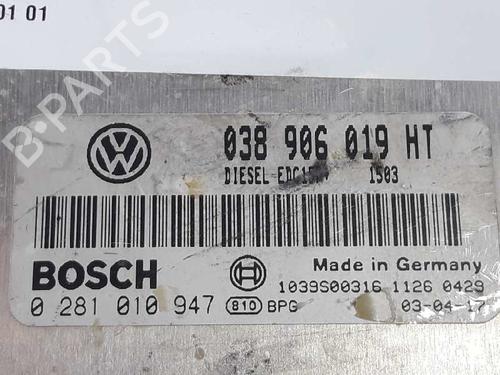 01 01
B-PARTS
038 906 019 HT
DIESEL 1503
BOSCH
Made in Germany
1039S00316 1126 0429
0 281 010 947 810 BPG 03-04-17